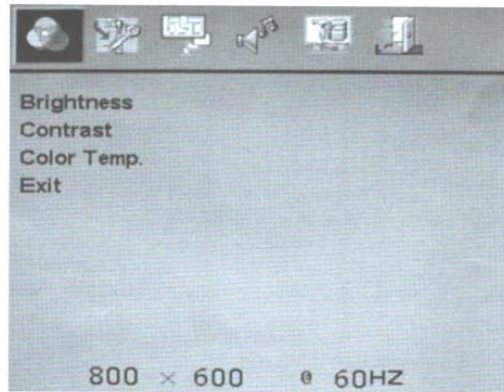 Brightness
Contrast
Color Temp.
Exit
800 × 600 @ 60HZ